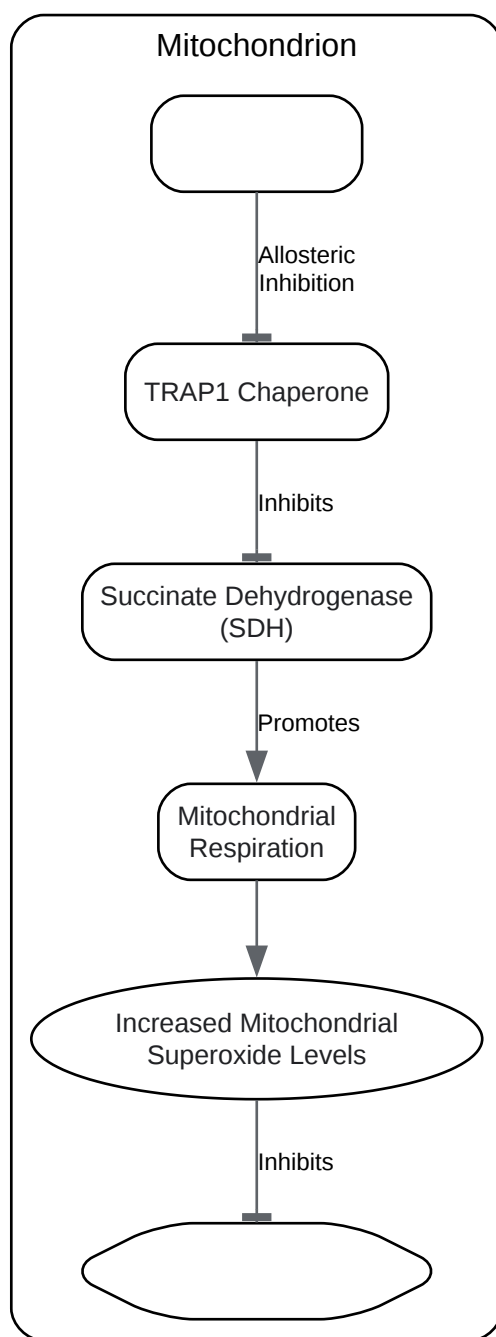 Mitochondrion
Allosteric
Inhibition
TRAP1 Chaperone
Inhibits
Succinate Dehydrogenase
(SDH)
Promotes
Mitochondrial
Respiration
Increased Mitochondrial
Superoxide Levels
Inhibits